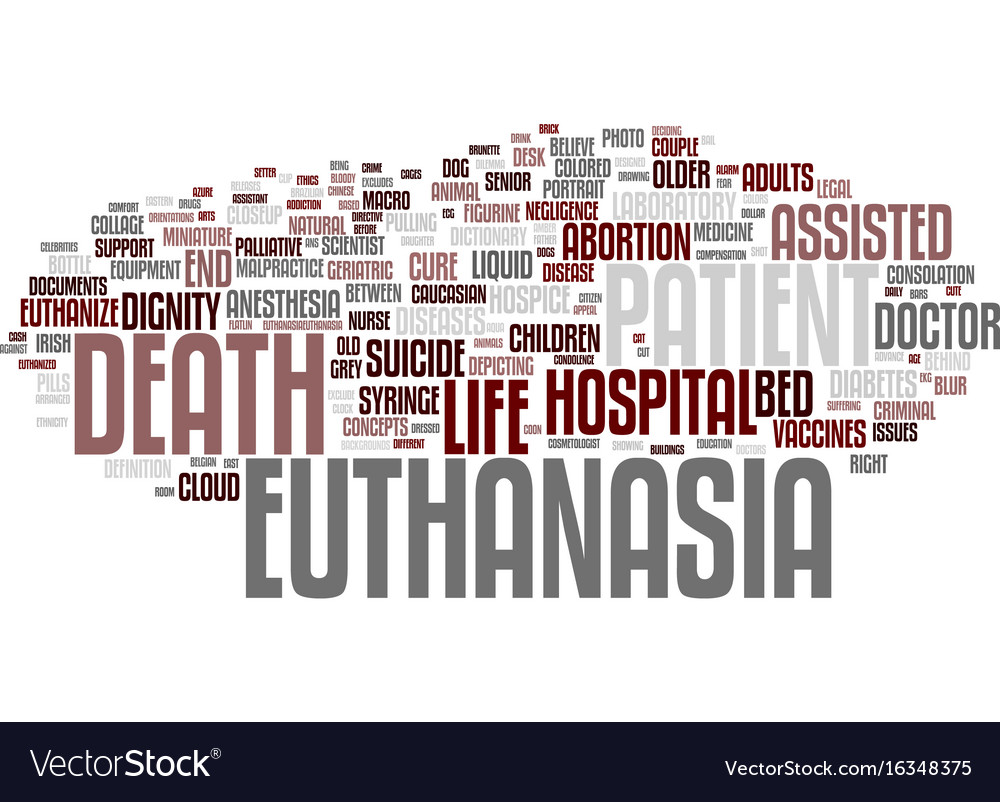 BRICK
DRINK PHOTO DECIDING
BELIEVE COUPLE BAIL
BRUNETTE DESK DESIGNED
SETTER BEING CRIME CAGES DOG DILEMMA COLORED OLDER ALARM ADULTS
CLIP ETHICS BLOODY EXCLUDES ANIMAL SENIOR PORTRAIT DRAWING FEAR LEGAL
AZURE RELEASES BRAZILIAN CHINESE MACRO COLORS
EASTERN DRUGS ASSISTANT ADDICTION BASED FIGURINE NEGLIGENCE LABORATORY
COMFORT ORIENTATIONS ARTS CLOSEUP NATURAL DIRECTIVE PULLING ECG DOLLAR ASSISTED
COLLAGE MINIATURE BEFORE DICTIONARY AMBER ABORTION MEDICINE
CELEBRITIES SUPPORT PALLIATIVE ANS SCIENTIST DAUGHTER FATHER COMPENSATION SHOT
BOTTLE EQUIPMENT END MALPRACTICE GERIATRIC CURE LIQUID DOGS DISEASE PATIENT CONSOLATION
DOCUMENTS BETWEEN CAUCASIAN HOSPICE CITIZEN DAILY BARS CUTE
EUTHANIZE DIGNITY ANESTHESIA NURSE DISEASES APPEAL DOCTOR
FLATLIN EUTHANASIAEUTHANASIA AQUA CHILDREN
CASH IRISH DEATH OLD SUICIDE ANIMALS CAT
AGAINST GREY DEPICTING CONDOLENCE CUT ADVANCE AGE BEHIND
EUTHANIZED PILLS HOSPITAL BED DIABETES EKG BLUR
ARRANGED EXCLUDE SYRINGE LIFE SUFFERING CRIMINAL
CLOCK
ETHNICITY CONCEPTS DRESSED COON VACCINES ISSUES
BACKGROUNDS DIFFERENT COSMETOLOGIST SHOWING BUILDINGS EDUCATION DOCTORS
DEFINITION BELGIAN EAST RIGHT
ROOM CLOUD EUTHANASIA
VectorStock®
VectorStock.com/16348375